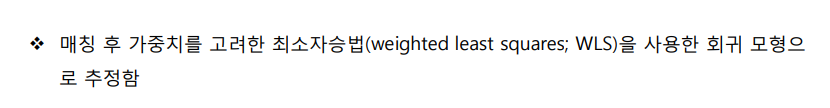 ❖ 매칭 후 가중치를 고려한 최소자승법(weighted least squares; WLS)을 사용한 회귀 모형으
로 추정함